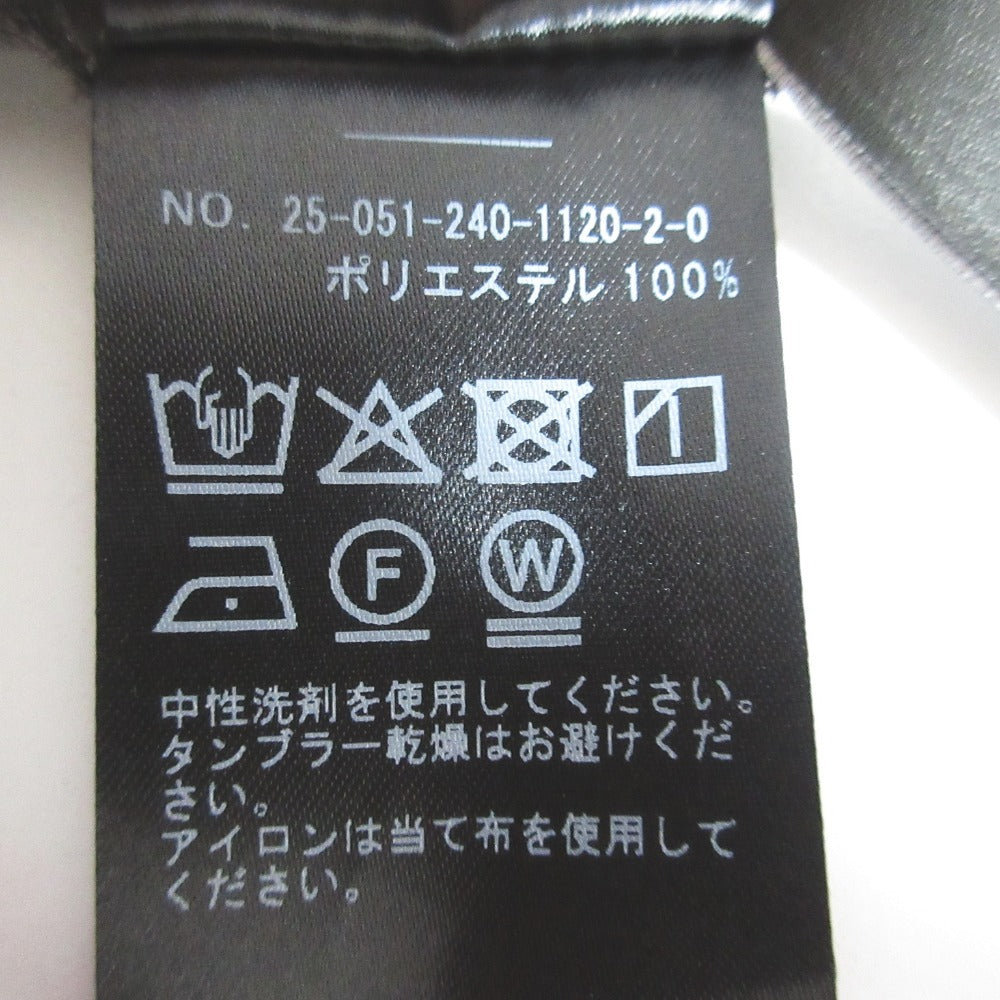 NO. 25-051-240-1120-2-0
ポリエステル 100%
F W
中性洗剤を使用してください。
タンブラー乾燥はお避けくだ
さい。
アイロンは当て布を使用して
ください。